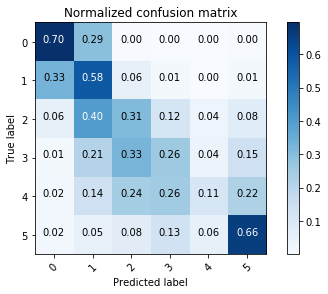 Normalized confusion matrix
0 0.70 0.29 0.00 0.00 0.00 0.00
1 0.33 0.58 0.06 0.01 0.00 0.01
2 0.06 0.40 0.31 0.12 0.04 0.08
3 0.01 0.21 0.33 0.26 0.04 0.15
4 0.02 0.14 0.24 0.26 0.11 0.22
5 0.02 0.05 0.08 0.13 0.06 0.66
0 1 2 3 4 5
True label
Predicted label
0.6
0.5
0.4
0.3
0.2
0.1